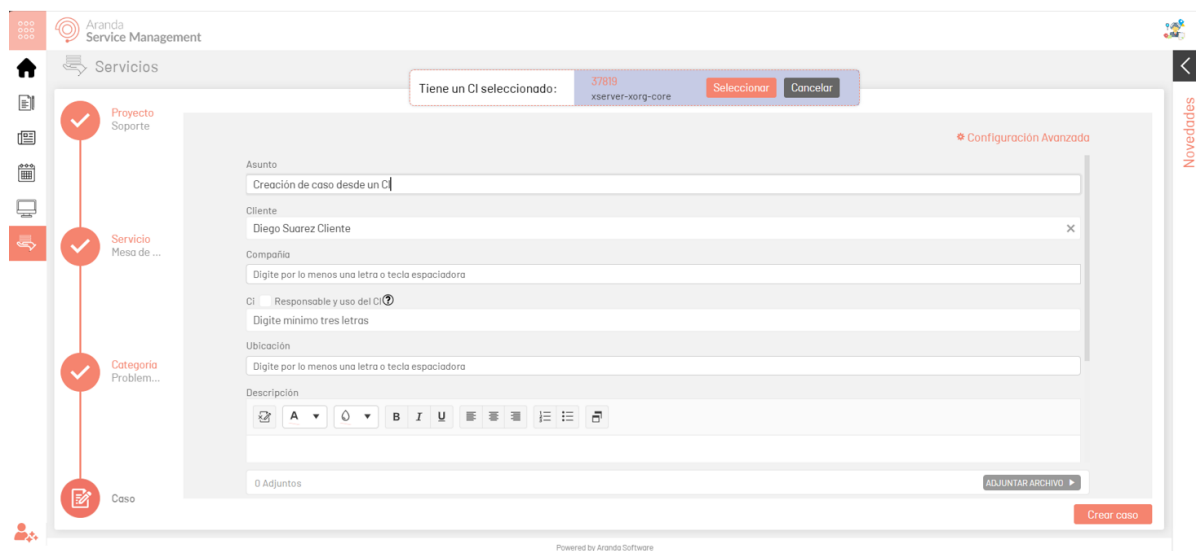 Aranda
Service Management
Servicios
Tiene un CI seleccionado:
37819
xserver-xorg-core
Seleccionar
Cancelar
Novedades
Proyecto
Soporte
Servicio
Mesa de ...
Categoría
Problem...
Caso
Configuración Avanzada
Asunto
Creación de caso desde un CI
Cliente
Diego Suarez Cliente
Compañia
Digite por lo menos una letra o tecla espaciadora
Ci Responsable y uso del CI
Digite mínimo tres letras
Ubicación
Digite por lo menos una letra o tecla espaciadora
Descripción
A B I U
0 Adjuntos
ADJUNTAR ARCHIVO
Crear caso
Powered by Aranda Software